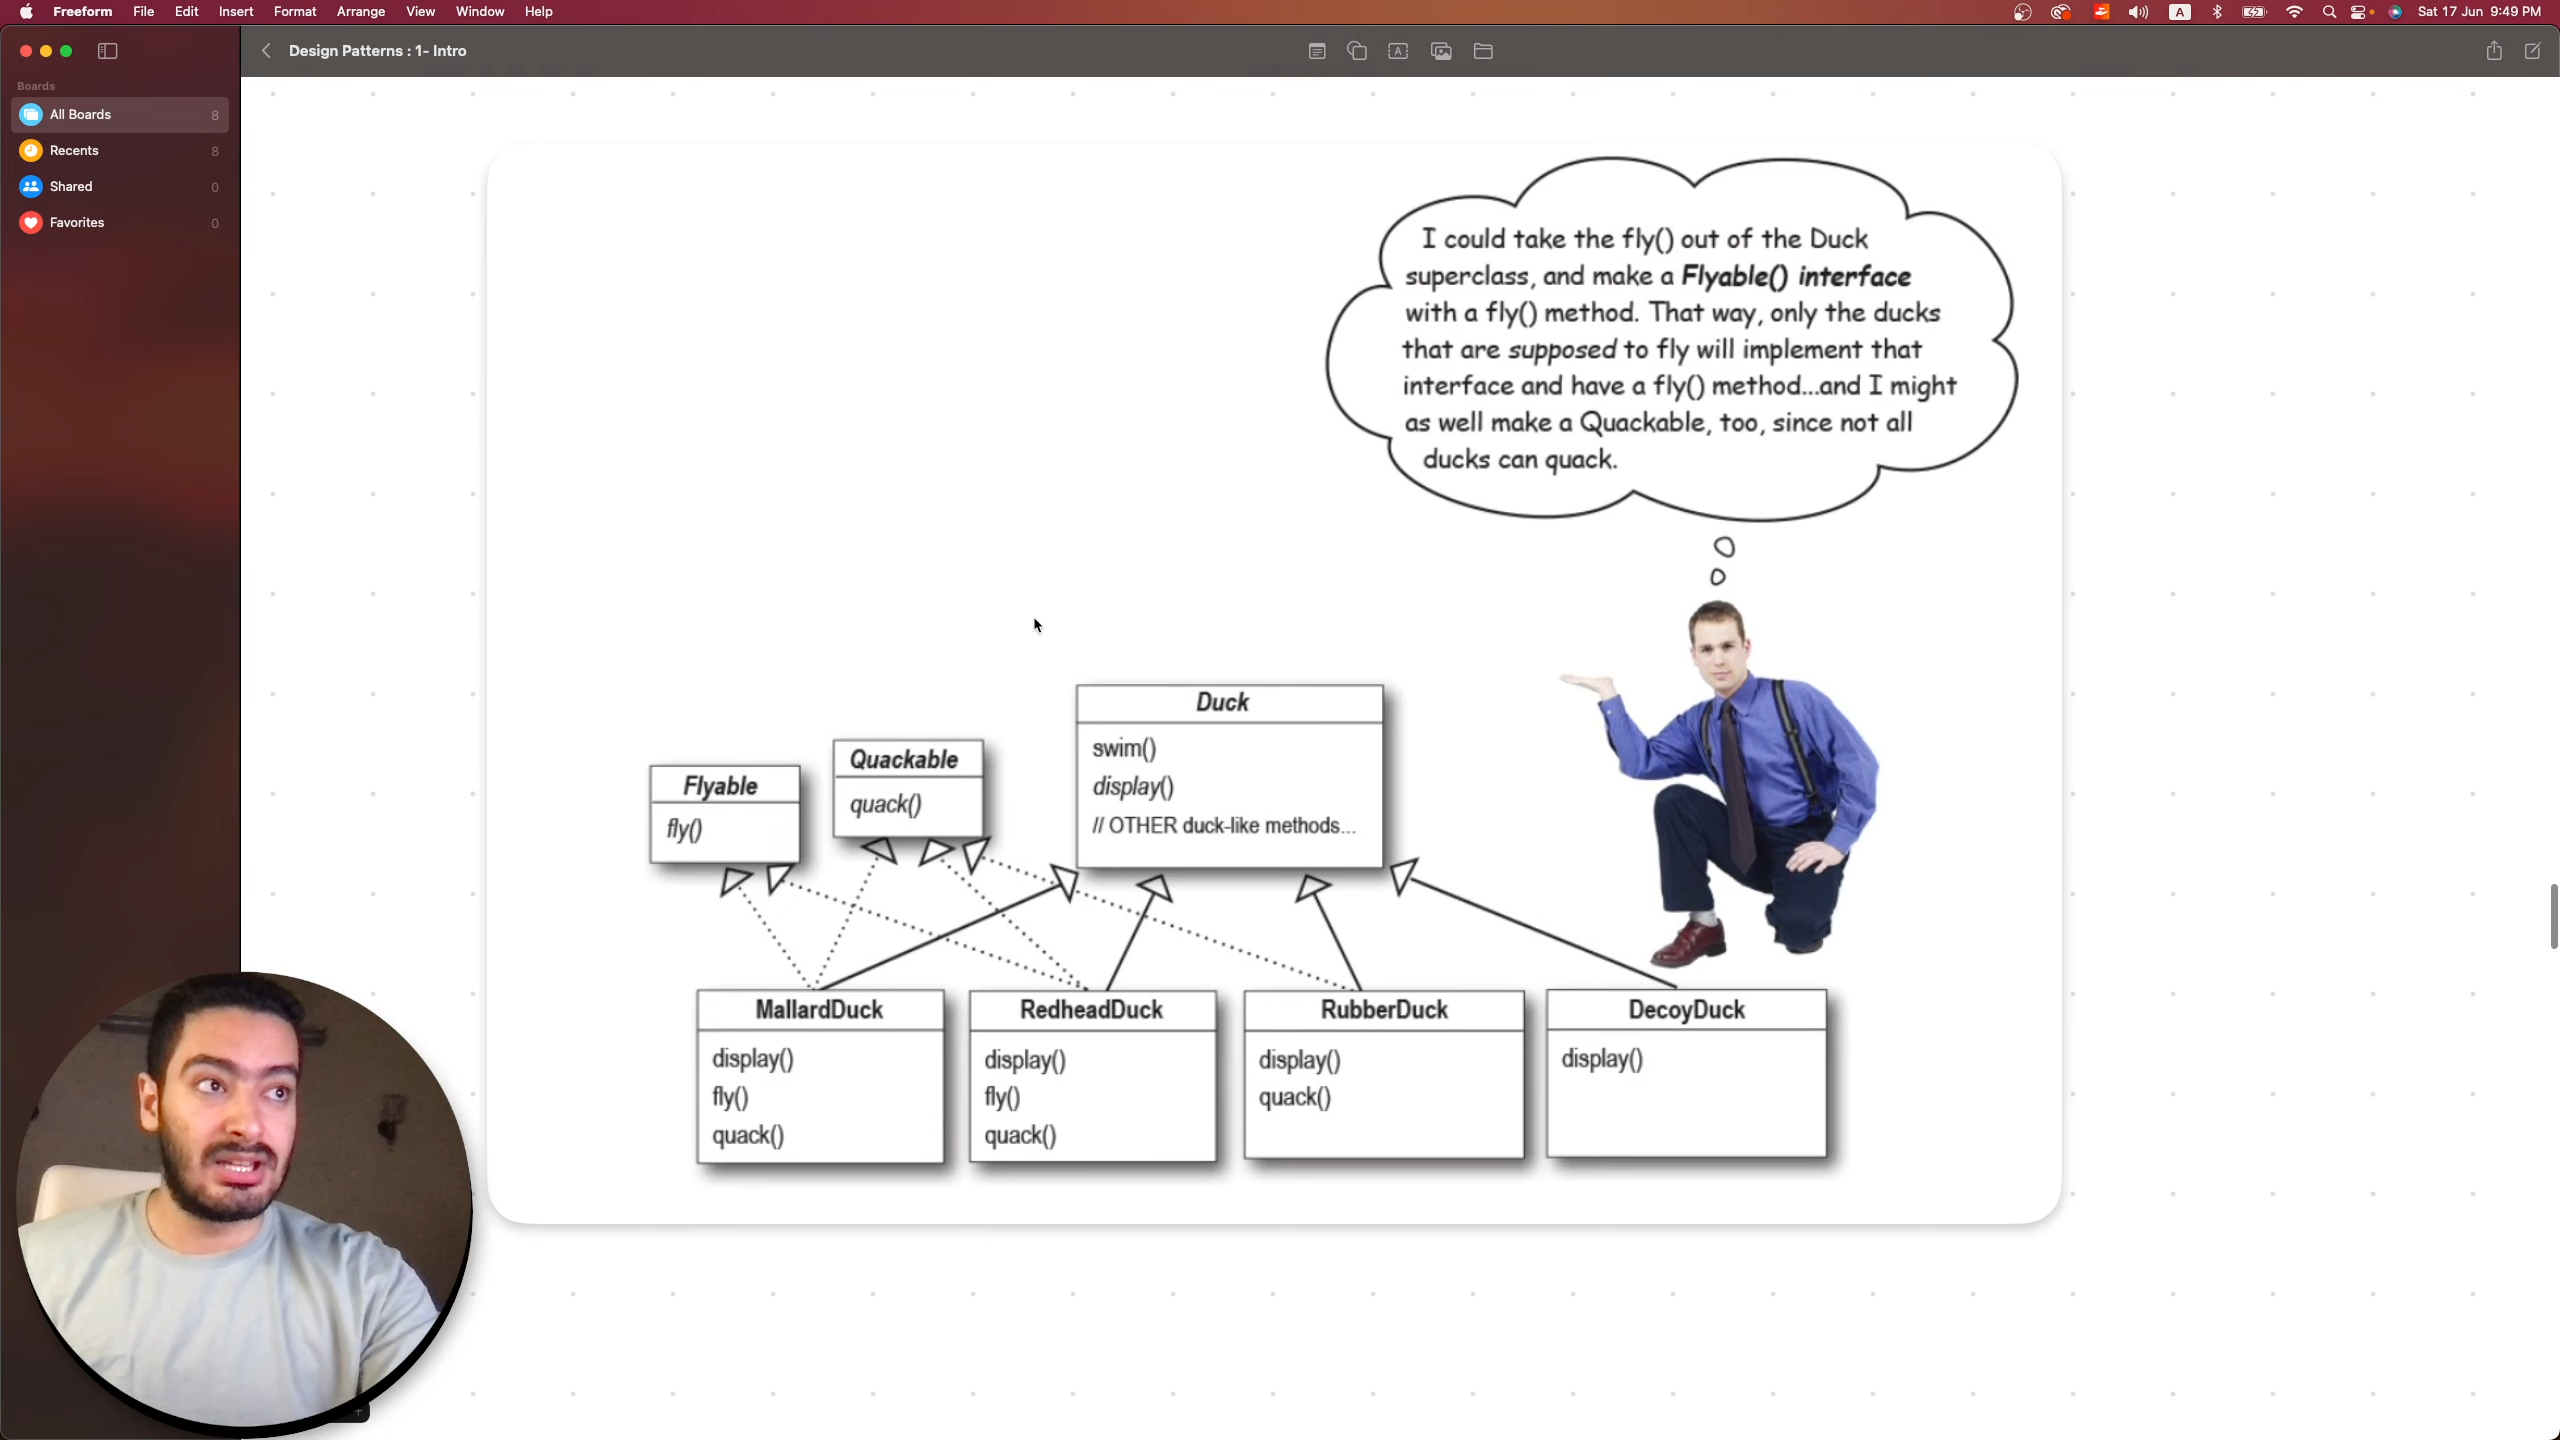 Freeform File Edit Insert Format Arrange View Window Help
A
Sat 17 Jun 9:49 PM
Design Patterns : 1- Intro
A
Boards
All Boards 8
Recents 8
Shared 0
Favorites 0
I could take the fly() out of the Duck
superclass, and make a Flyable() interface
with a fly() method. That way, only the ducks
that are supposed to fly will implement that
interface and have a fly() method...and I might
as well make a Quackable, too, since not all
ducks can quack.
Flyable
fly()
Quackable
quack()
Duck
swim()
display()
// OTHER duck-like methods...
MallardDuck
display()
fly()
quack()
RedheadDuck
display()
fly()
quack()
RubberDuck
display()
quack()
DecoyDuck
display()